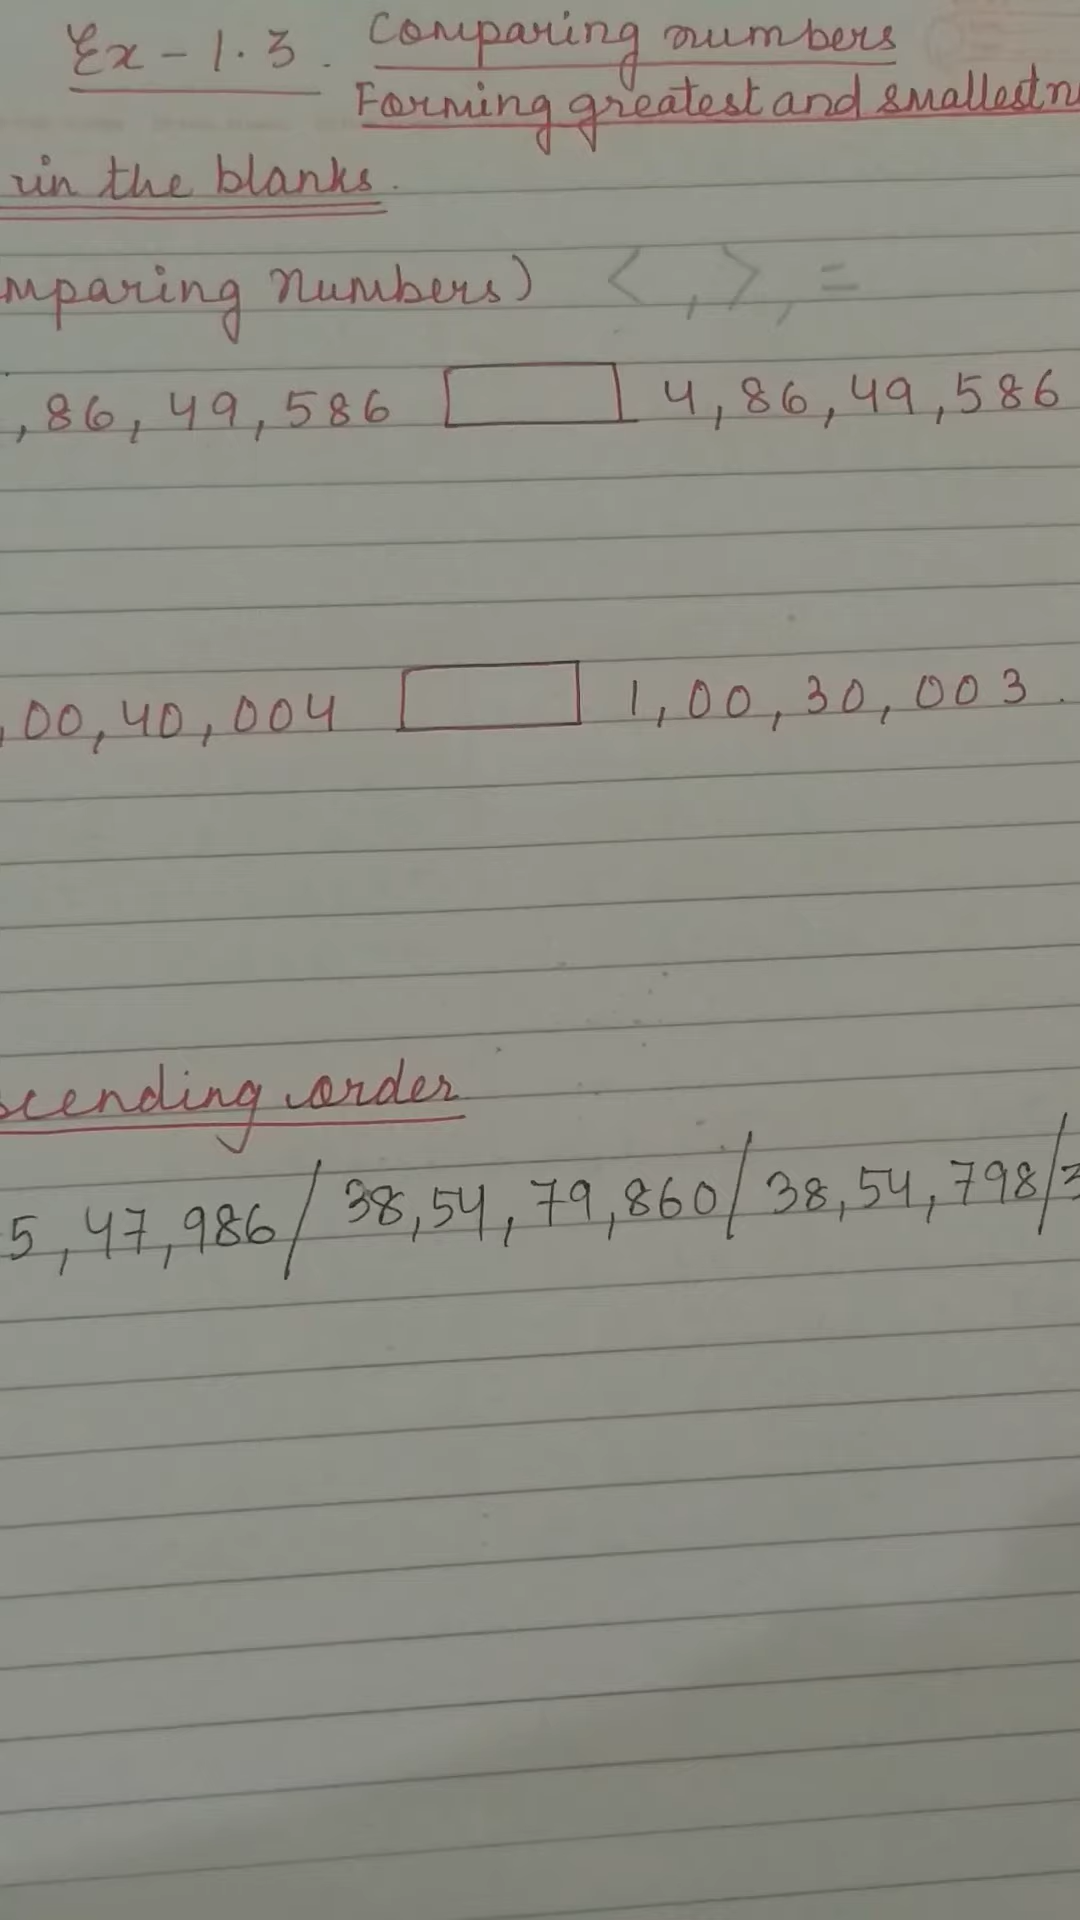 Ex - 1.3. Comparing numbers
Forming greatest and smallest n
in the blanks.
mparing Numbers) < , > , =
,86,49,586 4,86,49,586
,00,40,004 1,00,30,003.
scending order
5,47,986/ 38,54,79,860/ 38,54,798/3